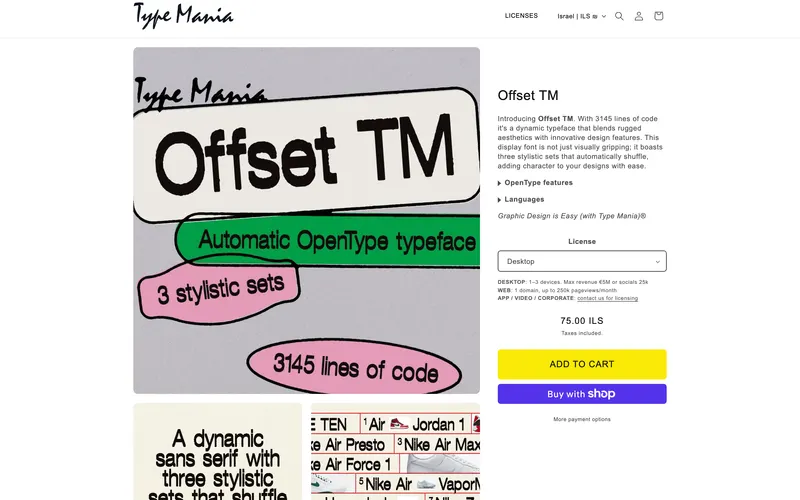 Type Mania
LICENSES
Israel | ILS ₪
Type Mania
Offset TM
Automatic OpenType typeface
3 stylistic sets
3145 lines of code
A dynamic
sans serif with
three stylistic
sets that shuffle
E TEN 1Air Jordan 1
ke Air Presto 3Nike Air Max
ke Air Force 1
5Nike Air VaporM
Offset TM
Introducing Offset TM. With 3145 lines of code
it's a dynamic typeface that blends rugged
aesthetics with innovative design features. This
display font is not just visually gripping; it boasts
three stylistic sets that automatically shuffle,
adding character to your designs with ease.
OpenType features
Languages
Graphic Design is Easy (with Type Mania)®
License
Desktop
DESKTOP: 1–3 devices. Max revenue €5M or socials 25k
WEB: 1 domain, up to 250k pageviews/month
APP / VIDEO / CORPORATE: contact us for licensing
75.00 ILS
Taxes included.
ADD TO CART
Buy with shop
More payment options